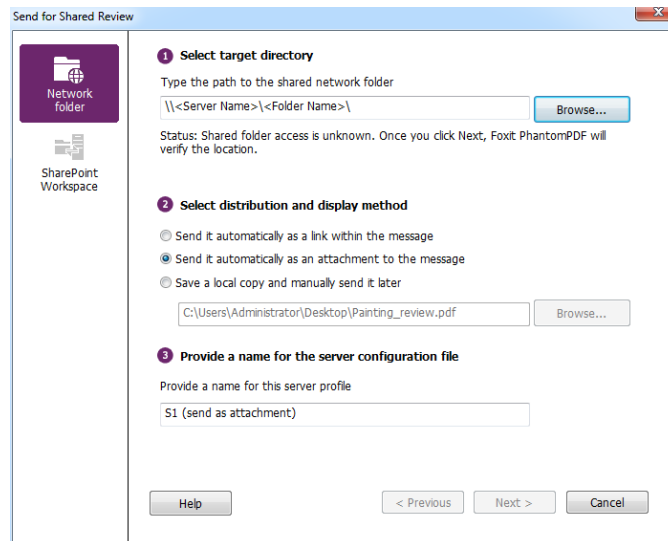 Send for Shared Review
Network
folder
SharePoint
Workspace
1 Select target directory
Type the path to the shared network folder
\\<Server Name>\<Folder Name>\
Browse...
Status: Shared folder access is unknown. Once you click Next, Foxit PhantomPDF will
verify the location.
2 Select distribution and display method
Send it automatically as a link within the message
Send it automatically as an attachment to the message
Save a local copy and manually send it later
C:\Users\Administrator\Desktop\Painting_review.pdf
Browse...
3 Provide a name for the server configuration file
Provide a name for this server profile
S1 (send as attachment)
Help
< Previous
Next >
Cancel